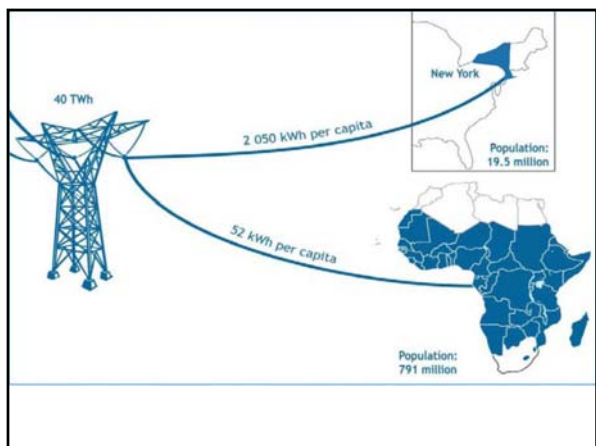 40 TWh
New York
2 050 kWh per capita
Population:
19.5 million
52 kWh per capita
Population:
791 million